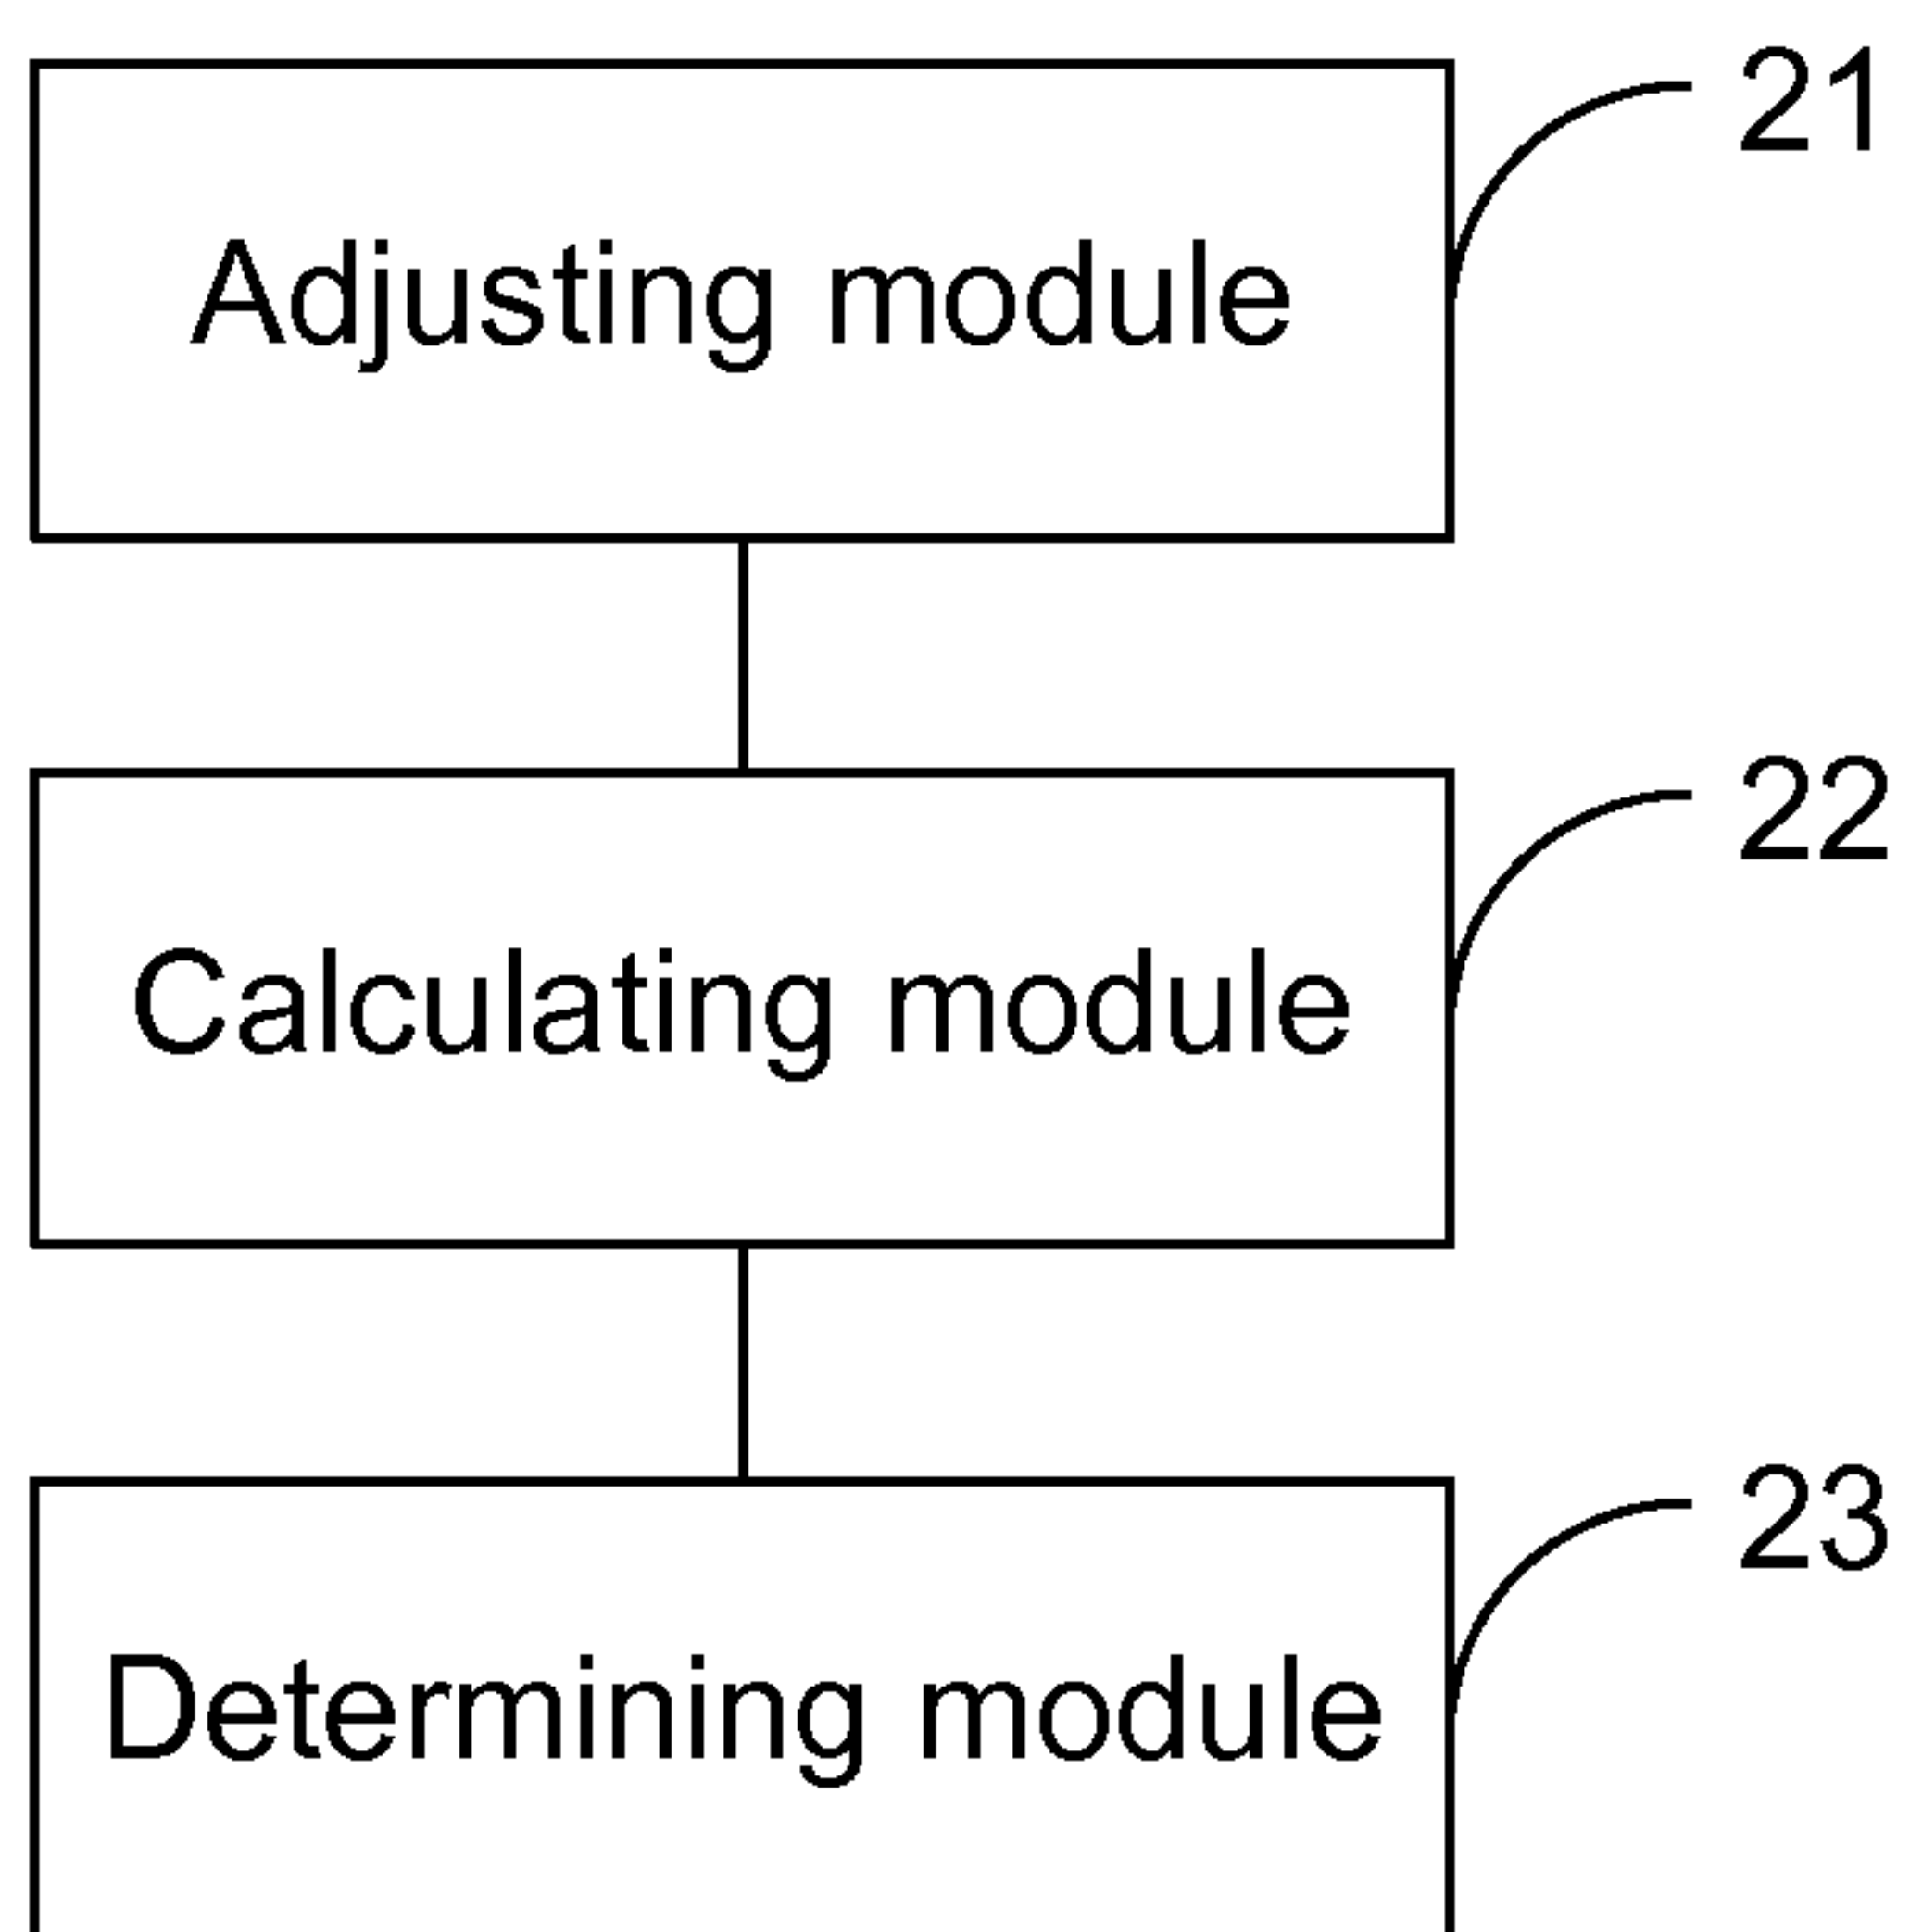 21
Adjusting module
22
Calculating module
23
Determining module